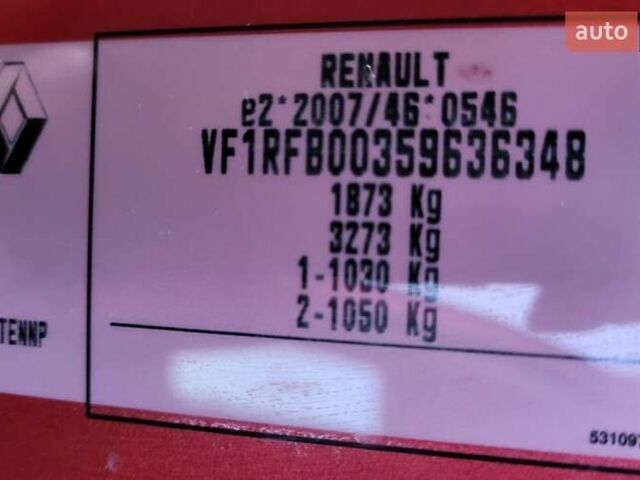 auto
RENAULT
e2*2007/46*0546
VF1RFB00359636348
1873 Kg
3273 Kg
1-1030 Kg
2-1050 Kg
TENNP
531097